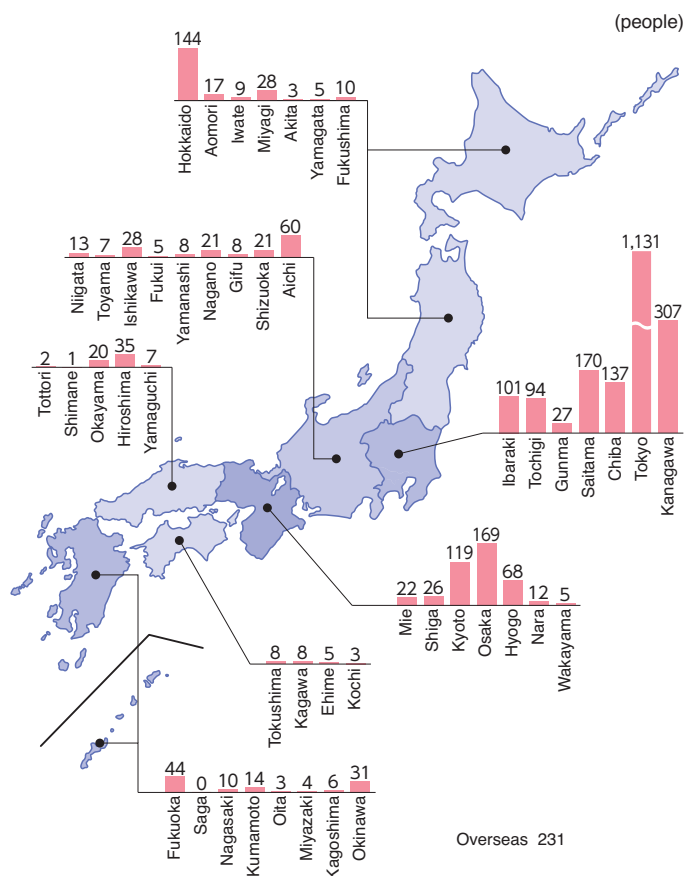 (people)
144 17 9 28 3 5 10
Hokkaido Aomori Iwate Miyagi Akita Yamagata Fukushima
13 7 28 5 8 21 8 21 60
Niigata Toyama Ishikawa Fukui Yamanashi Nagano Gifu Shizuoka Aichi
2 1 20 35 7
Tottori Shimane Okayama Hiroshima Yamaguchi
101 94 27 170 137 1,131 307
Ibaraki Tochigi Gunma Saitama Chiba Tokyo Kanagawa
22 26 119 169 68 12 5
Mie Shiga Kyoto Osaka Hyogo Nara Wakayama
8 8 5 3
Tokushima Kagawa Ehime Kochi
44 0 10 14 3 4 6 31
Fukuoka Saga Nagasaki Kumamoto Oita Miyazaki Kagoshima Okinawa
Overseas 231